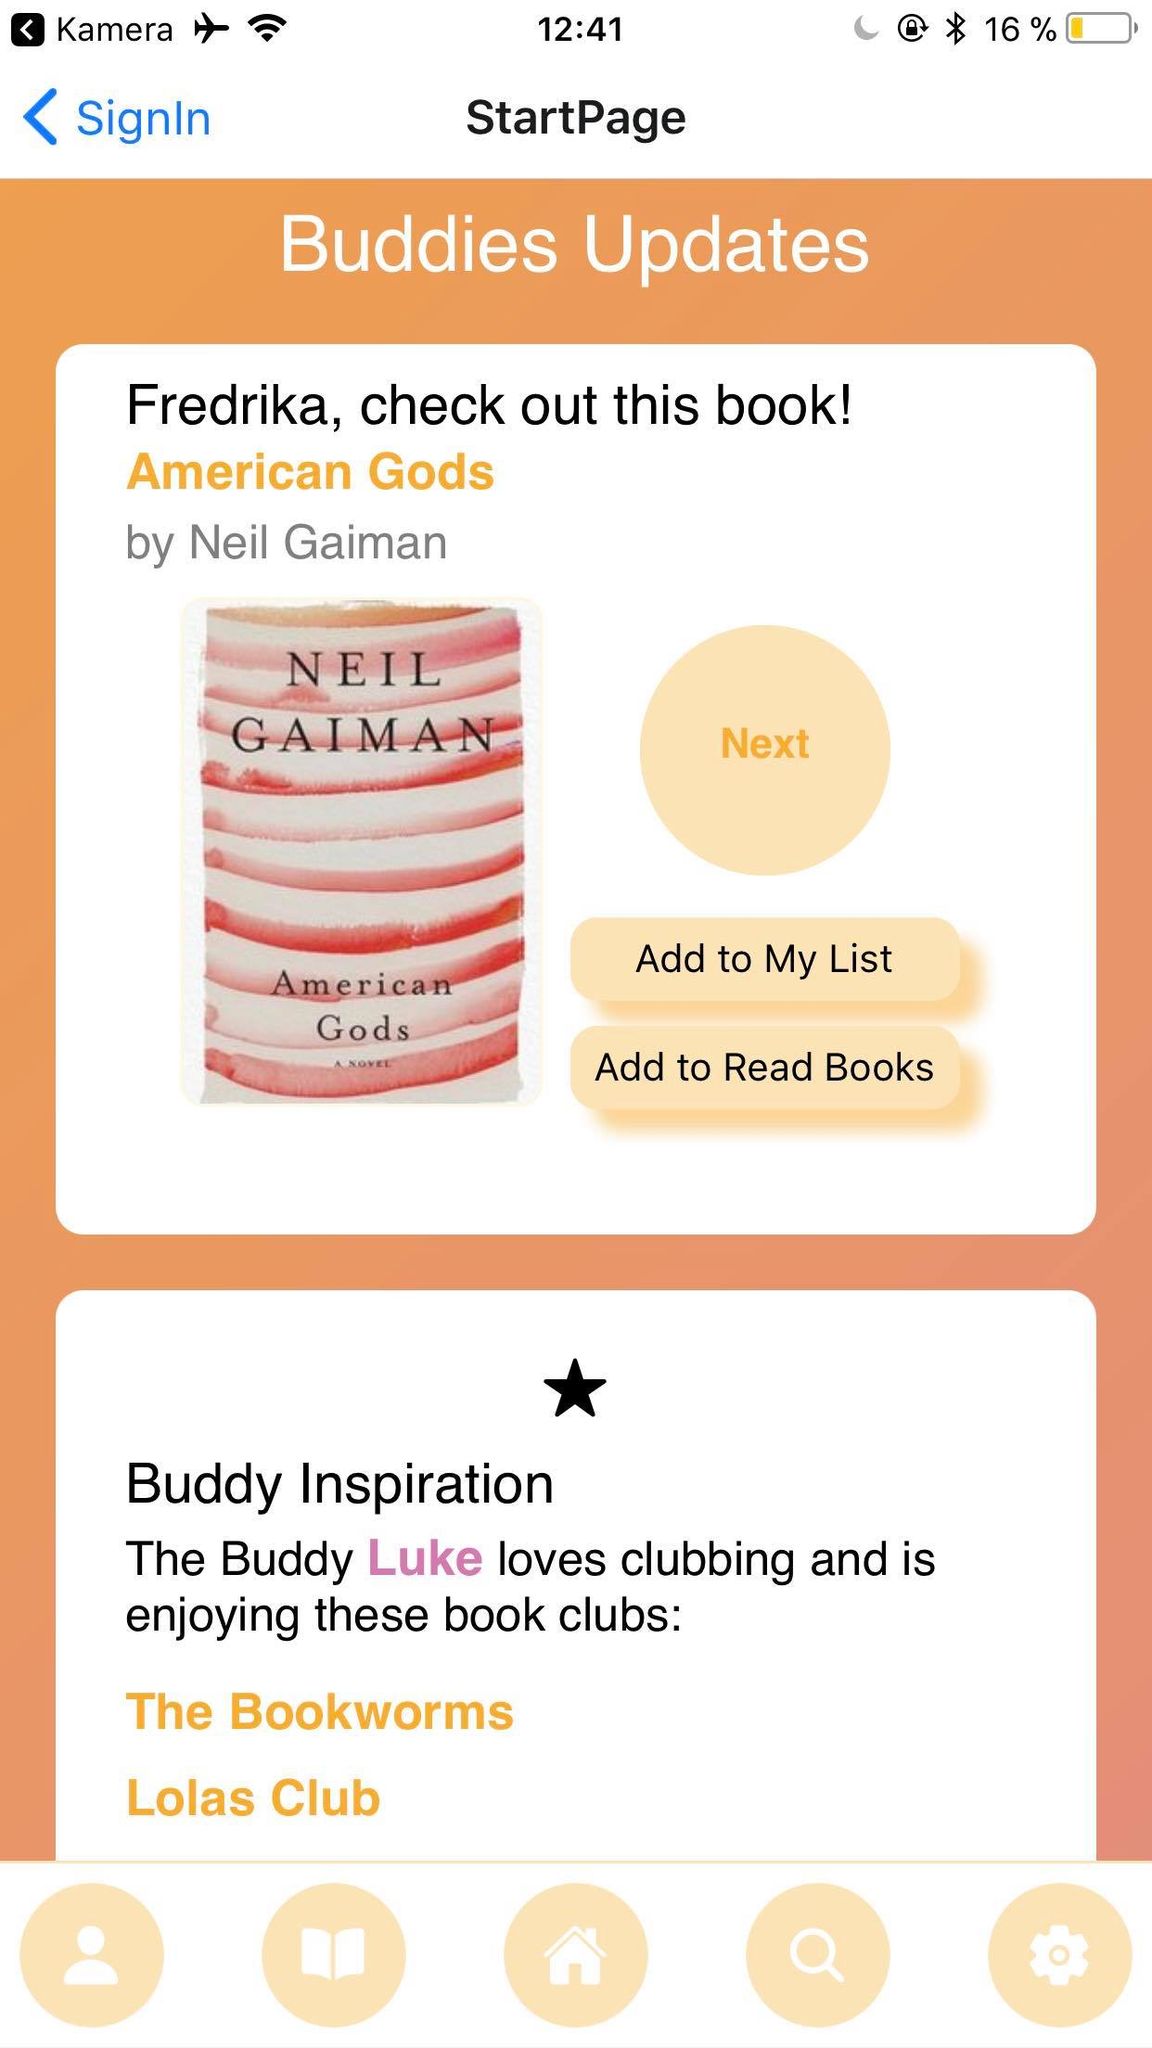 Kamera
12:41
16 %
SignIn
StartPage
Buddies Updates
Fredrika, check out this book!
American Gods
by Neil Gaiman
NEIL
GAIMAN
American
Gods
A NOVEL
Next
Add to My List
Add to Read Books
Buddy Inspiration
The Buddy Luke loves clubbing and is
enjoying these book clubs:
The Bookworms
Lolas Club